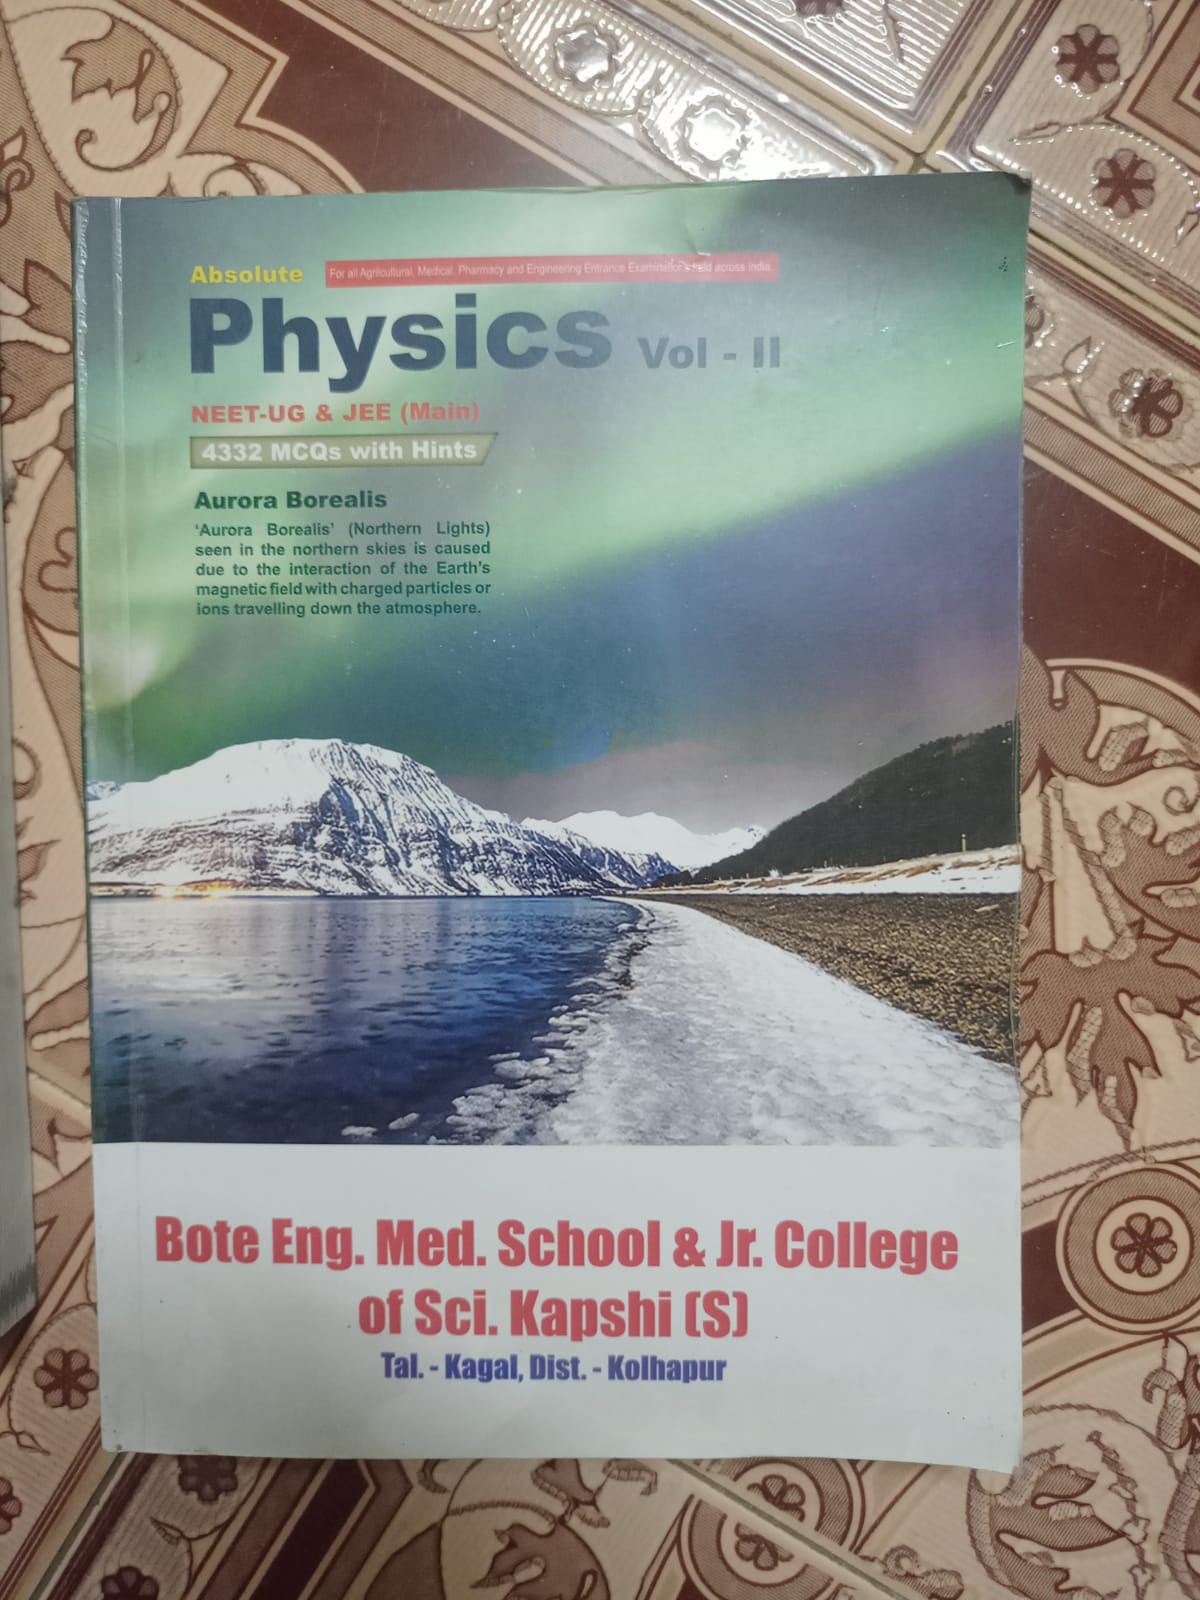 Absolute
For all Agrilcultural, Medical, Pharmacy and Engineering Entrance Examinations held across India
Physics Vol - II
NEET-UG & JEE (Main)
4332 MCQs with Hints
Aurora Borealis
'Aurora Borealis' (Northern Lights)
seen in the northern skies is caused
due to the interaction of the Earth's
magnetic field with charged particles or
ions travelling down the atmosphere.
Bote Eng. Med. School & Jr. College
of Sci. Kapshi (S)
Tal. - Kagal, Dist. - Kolhapur